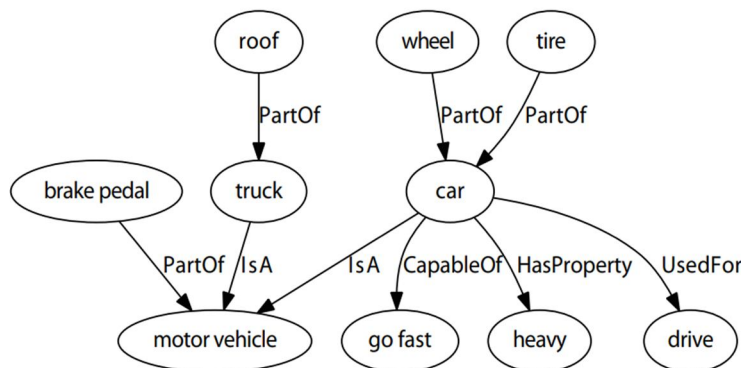 roof wheel tire
PartOf PartOf PartOf
brake pedal truck car
PartOf IsA IsA CapableOf HasProperty UsedFor
motor vehicle go fast heavy drive